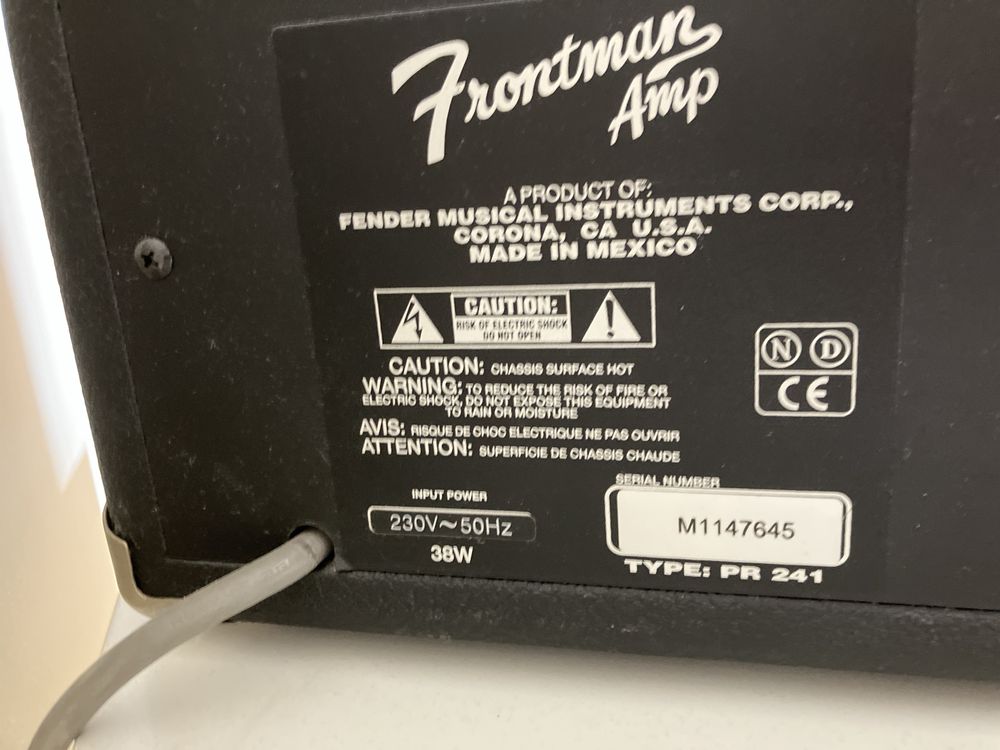 Frontman
Amp
A PRODUCT OF:
FENDER MUSICAL INSTRUMENTS CORP.,
CORONA, CA U.S.A.
MADE IN MEXICO
CAUTION:
RISK OF ELECTRIC SHOCK
DO NOT OPEN
CAUTION: CHASSIS SURFACE HOT
WARNING: TO REDUCE THE RISK OF FIRE OR
ELECTRIC SHOCK, DO NOT EXPOSE THIS EQUIPMENT
TO RAIN OR MOISTURE
AVIS: RISQUE DE CHOC ELECTRIQUE NE PAS OUVRIR
ATTENTION: SUPERFICIE DE CHASSIS CHAUDE
N D
CE
INPUT POWER
230V~50Hz
38W
SERIAL NUMBER
M1147645
TYPE: PR 241